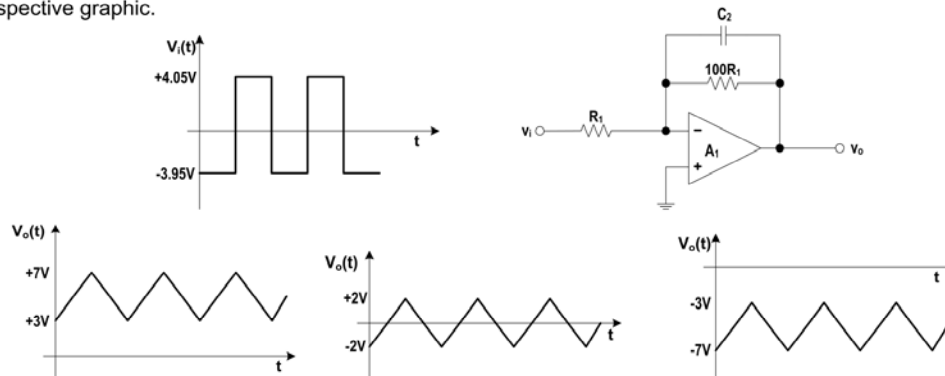 spective graphic.
Vi(t)
+4.05V
t
-3.95V
C2
100R1
R1
vi
−
A1
+
vo
Vo(t)
+7V
+3V
t
Vo(t)
+2V
-2V
t
Vo(t)
t
-3V
-7V